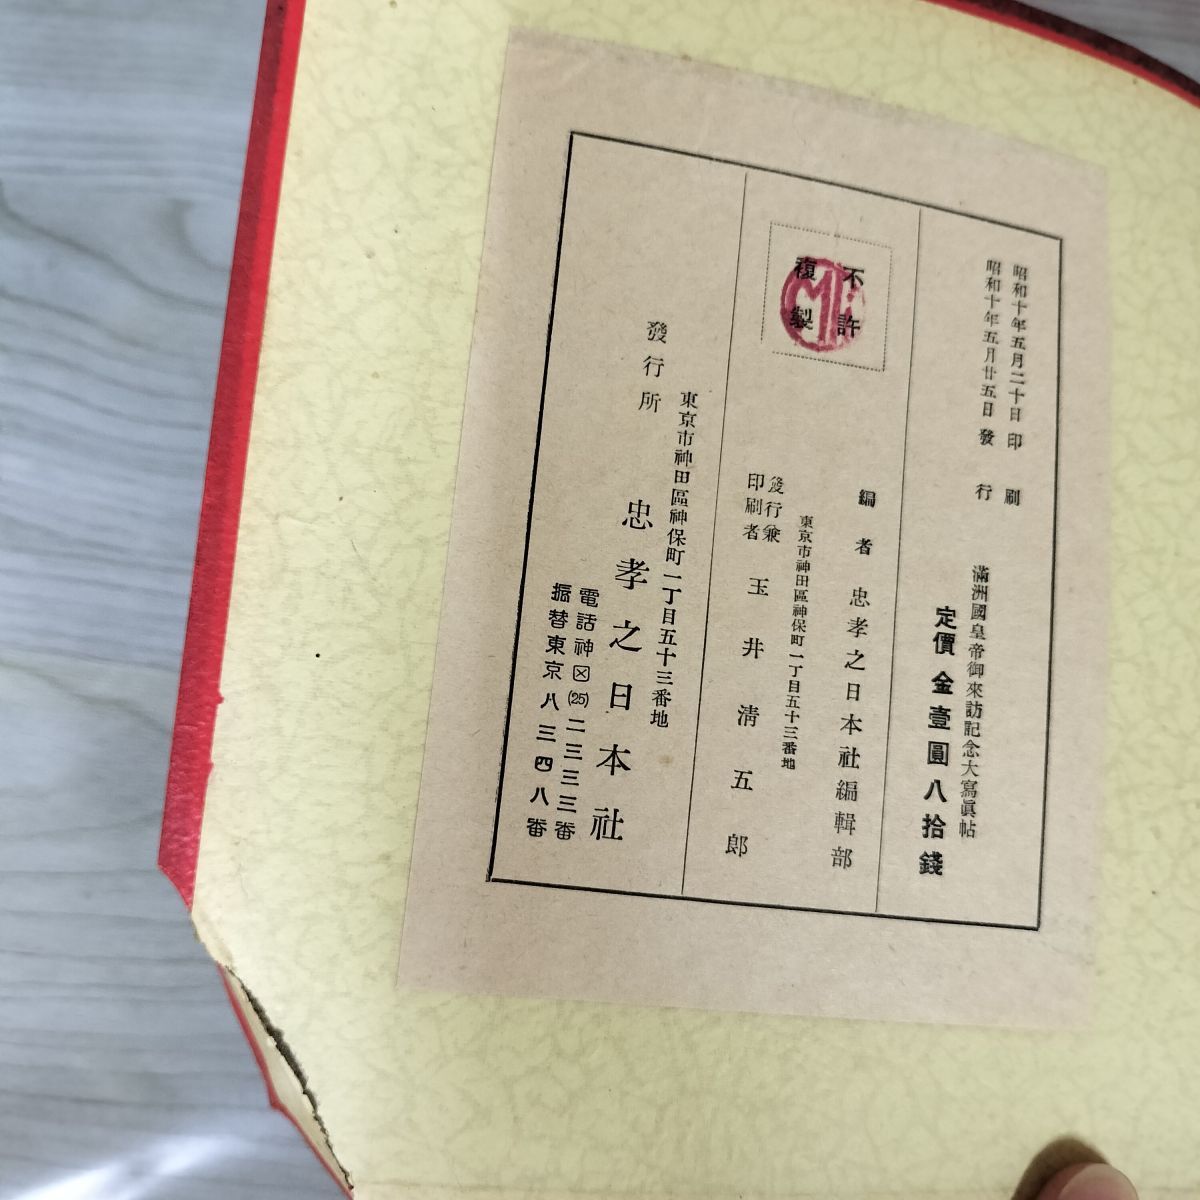 昭和十年五月二十日印刷
昭和十年五月廿五日發行
滿洲國皇帝御來訪記念大寫眞帖
定價金壹圓八拾錢
不許
複製
編者 忠孝之日本社編輯部
東京市神田區神保町一丁目五十三番地
發行兼
印刷者
玉井淸五郎
東京市神田區神保町一丁目五十三番地
發行所 忠孝之日本社
電話神田(25)二三三三番
振替東京八三四八番